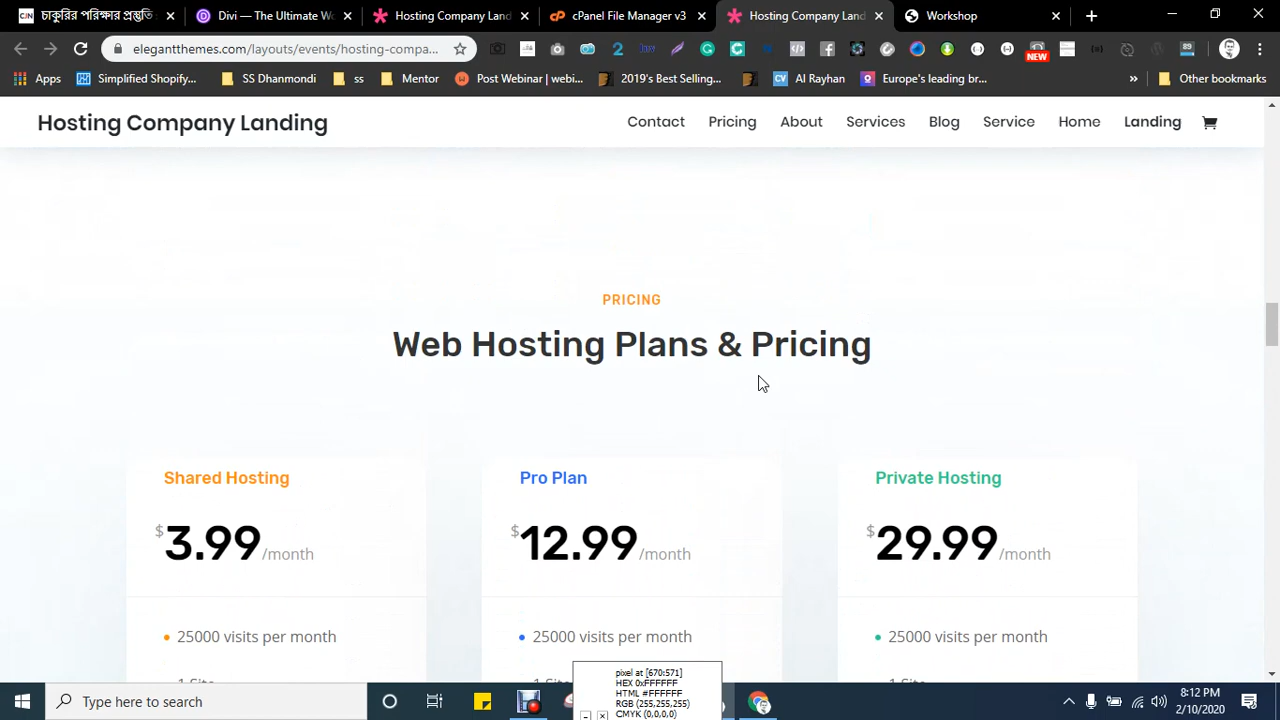 চাকুরির পরিক্ষার প্রস্তুতি
Divi — The Ultimate Wo
Hosting Company Land
cPanel File Manager v3
Hosting Company Land
Workshop
elegantthemes.com/layouts/events/hosting-compa...
NEW
89
Apps
Simplified Shopify...
SS Dhanmondi
ss
Mentor
Post Webinar | webi...
2019's Best Selling...
CV
Al Rayhan
Europe's leading br...
»
Other bookmarks
Hosting Company Landing
Contact
Pricing
About
Services
Blog
Service
Home
Landing
PRICING
Web Hosting Plans & Pricing
Shared Hosting
Pro Plan
Private Hosting
$3.99/month
$12.99/month
$29.99/month
25000 visits per month
25000 visits per month
25000 visits per month
pixel at [670:571]
HEX 0xFFFFFF
HTML #FFFFFF
RGB (255,255,255)
CMYK (0,0,0,0)
Type here to search
8:12 PM
2/10/2020